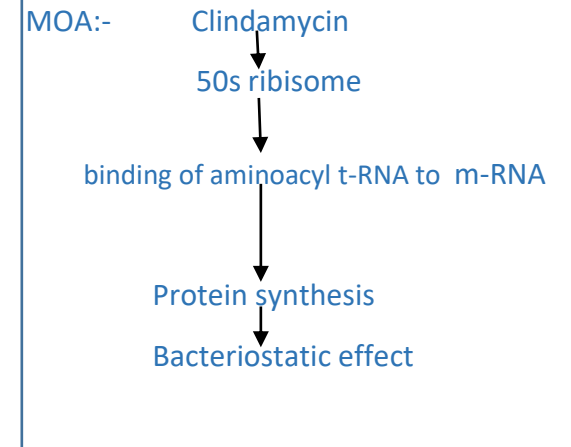 MOA:- Clindamycin
50s ribisome
binding of aminoacyl t-RNA to m-RNA
Protein synthesis
Bacteriostatic effect